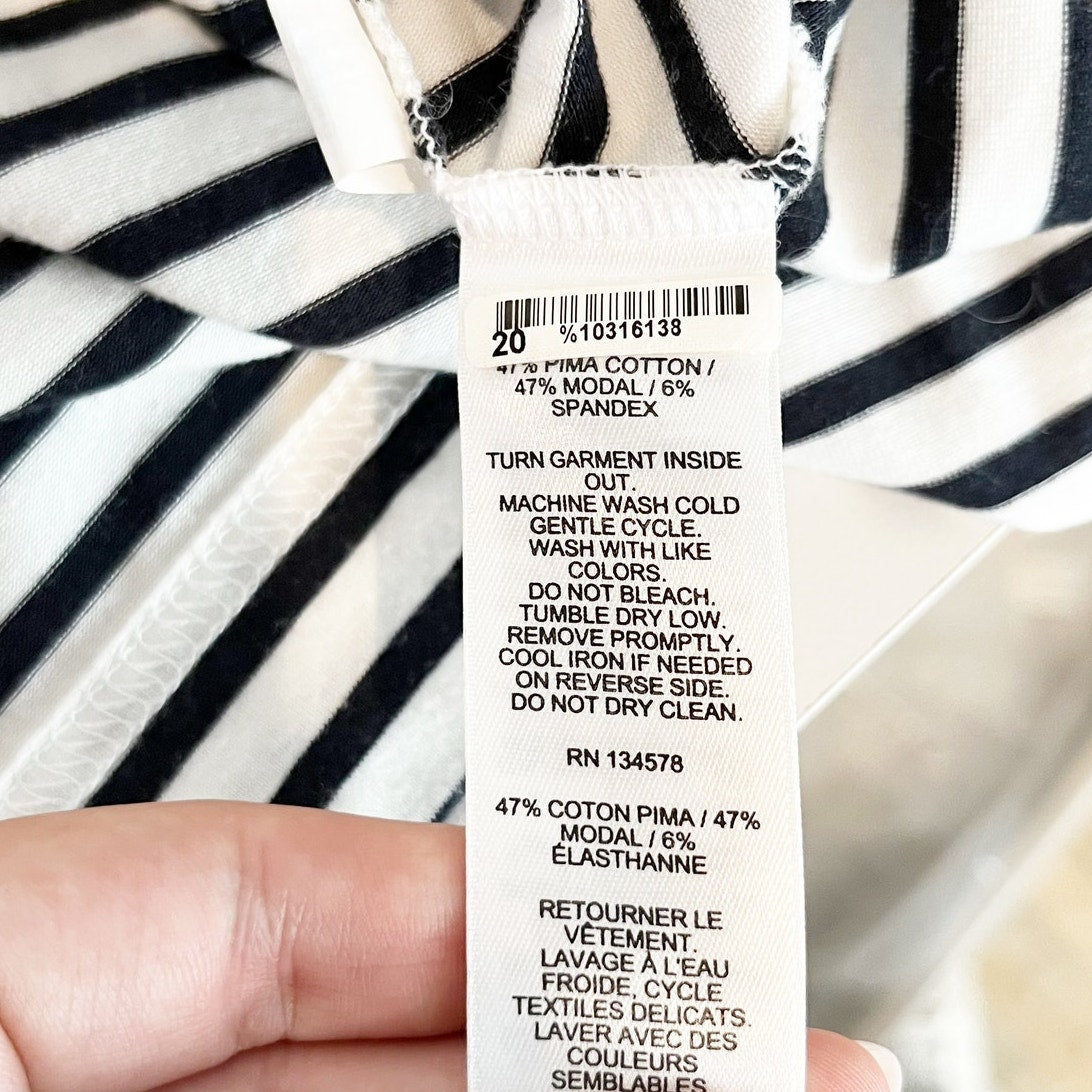 20 %10316138
47% PIMA COTTON /
47% MODAL / 6%
SPANDEX
TURN GARMENT INSIDE
OUT.
MACHINE WASH COLD
GENTLE CYCLE.
WASH WITH LIKE
COLORS.
DO NOT BLEACH.
TUMBLE DRY LOW.
REMOVE PROMPTLY.
COOL IRON IF NEEDED
ON REVERSE SIDE.
DO NOT DRY CLEAN.
RN 134578
47% COTON PIMA / 47%
MODAL / 6%
ÉLASTHANNE
RETOURNER LE
VÊTEMENT.
LAVAGE À L'EAU
FROIDE, CYCLE
TEXTILES DELICATS.
LAVER AVEC DES
COULEURS
SEMBLABLES